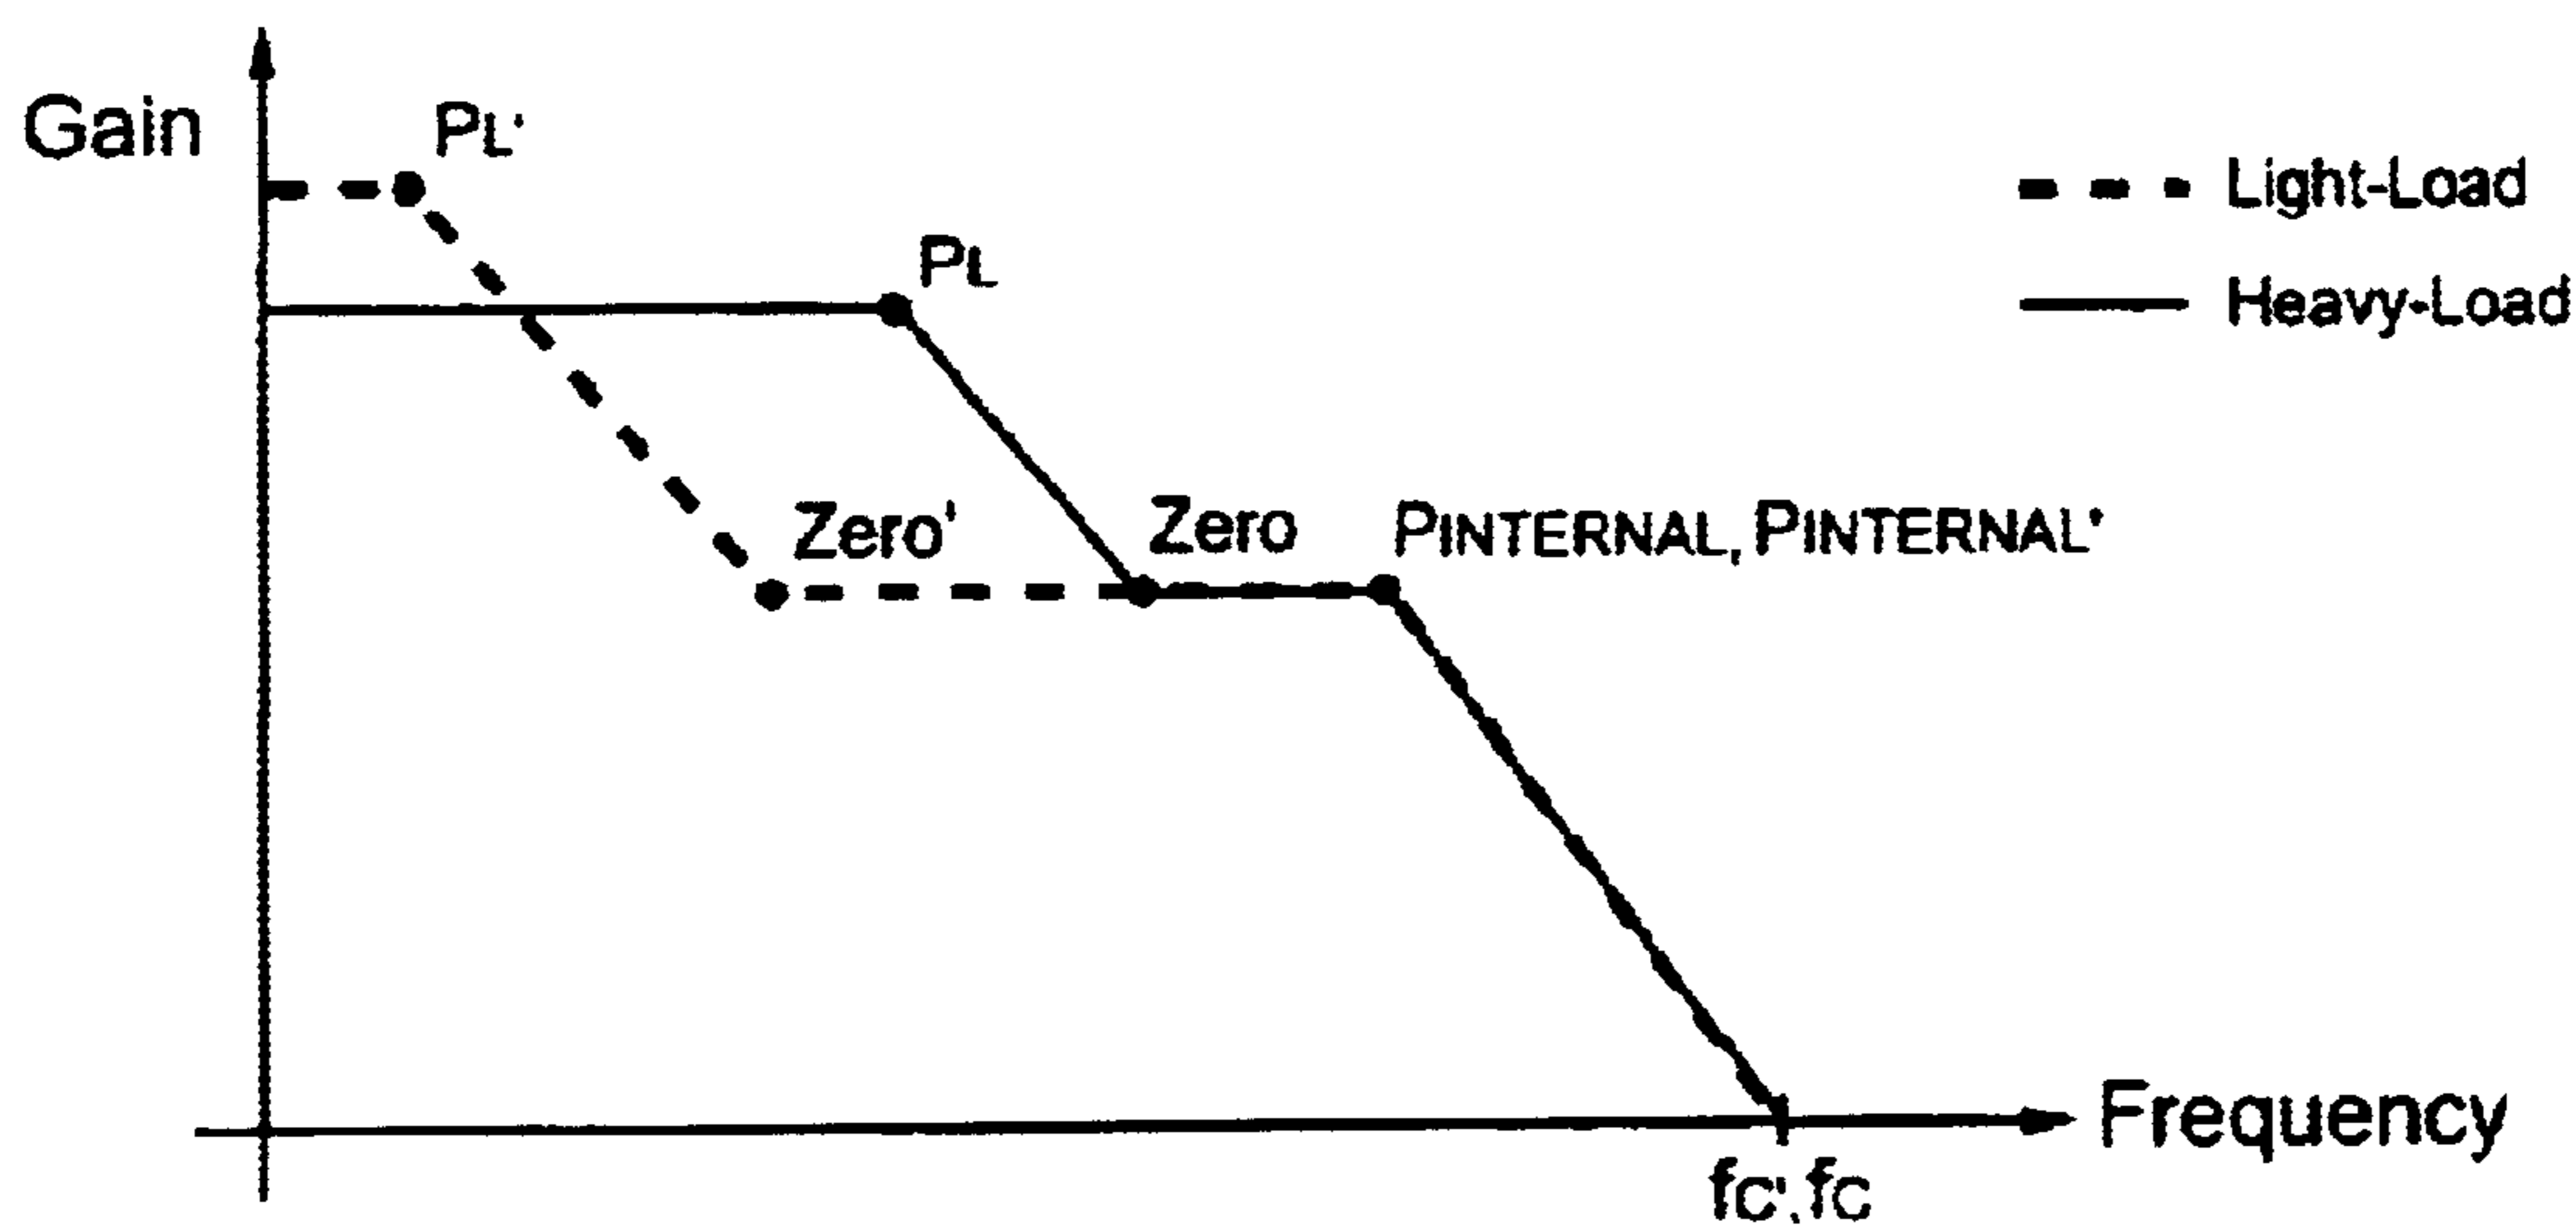 Gain
PL'
Light-Load
Heavy-Load
PL
Zero'
Zero
PINTERNAL, PINTERNAL'
Frequency
fC', fC